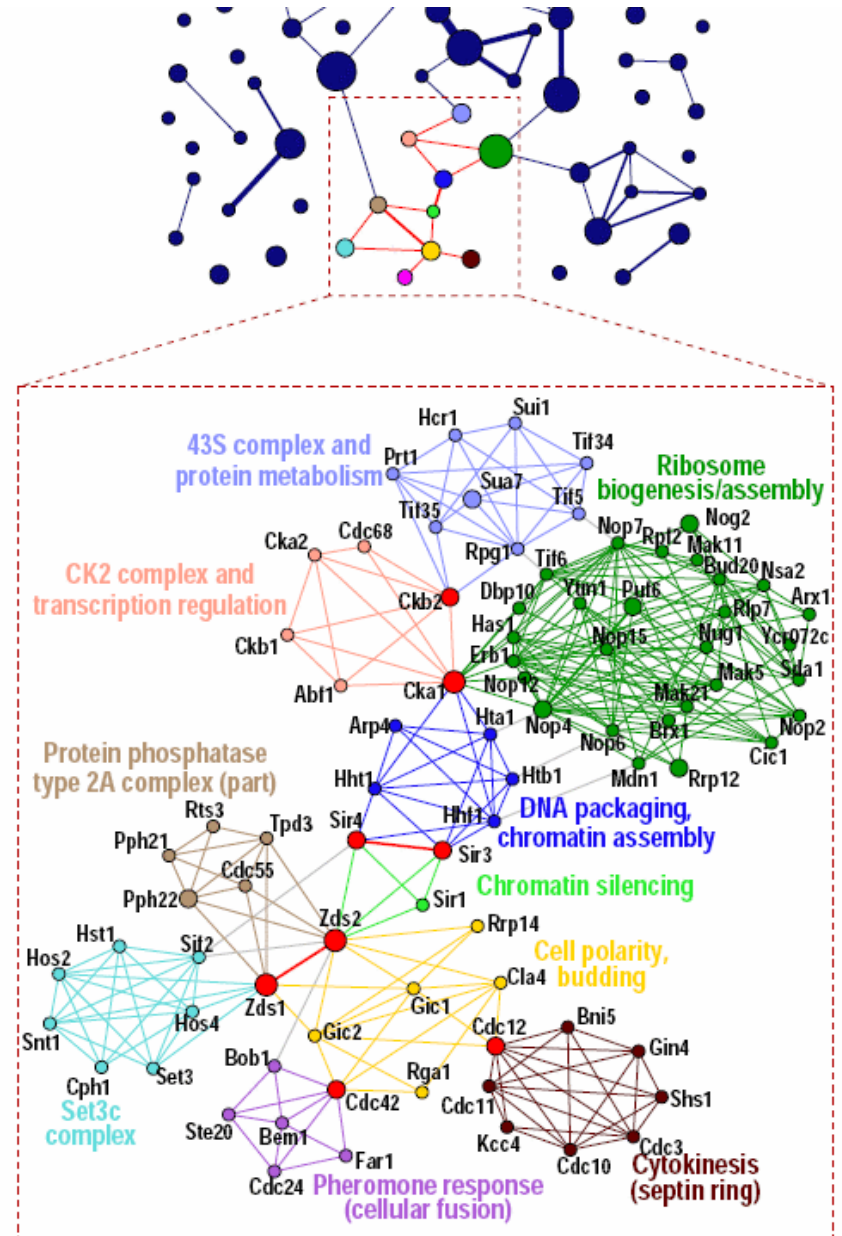 Sui1
Hcr1
43S complex and
protein metabolism
Tif34
Prt1
Ribosome
biogenesis/assembly
Sua7
Tif5
Tif35
Nop7
Rpf2
Nog2
Mak11
Cdc68
Cka2
Rpg1
Tif6
Bud20
Nsa2
CK2 complex and
transcription regulation
Dbp10
Ytm1
Puf6
Arx1
Ckb2
Has1
Rlp7
Ckb1
Nop15
Nug1
Ycr072c
Erb1
Abf1
Cka1
Nop12
Mak5
Sda1
Mak21
Arp4
Hta1
Nop4
Nop6
Brx1
Nop2
Cic1
Protein phosphatase
type 2A complex (part)
Hht1
Htb1
Mdn1
Rrp12
Rts3
Tpd3
Sir4
Hhf1
DNA packaging,
chromatin assembly
Pph21
Sir3
Cdc55
Chromatin silencing
Pph22
Sir1
Zds2
Rrp14
Hst1
Sif2
Cell polarity,
budding
Hos2
Cla4
Zds1
Gic1
Bni5
Hos4
Gic2
Cdc12
Snt1
Gin4
Bob1
Cph1
Set3
Rga1
Cdc11
Shs1
Set3c
complex
Cdc42
Ste20
Bem1
Kcc4
Cdc3
Far1
Cdc10
Cytokinesis
(septin ring)
Cdc24
Pheromone response
(cellular fusion)